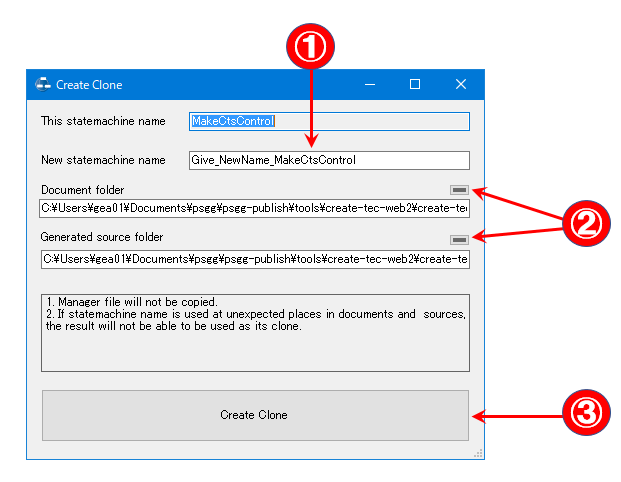 ①
Create Clone
This statemachine name MakeCtsControl
New statemachine name Give_NewName_MakeCtsControl
Document folder
C:¥Users¥gea01¥Documents¥psgg¥psgg-publish¥tools¥create-tec-web2¥create-tec
②
Generated source folder
C:¥Users¥gea01¥Documents¥psgg¥psgg-publish¥tools¥create-tec-web2¥create-te
1. Manager file will not be copied.
2. If statemachine name is used at unexpected places in documents and sources,
the result will not be able to be used as its clone.
Create Clone
③